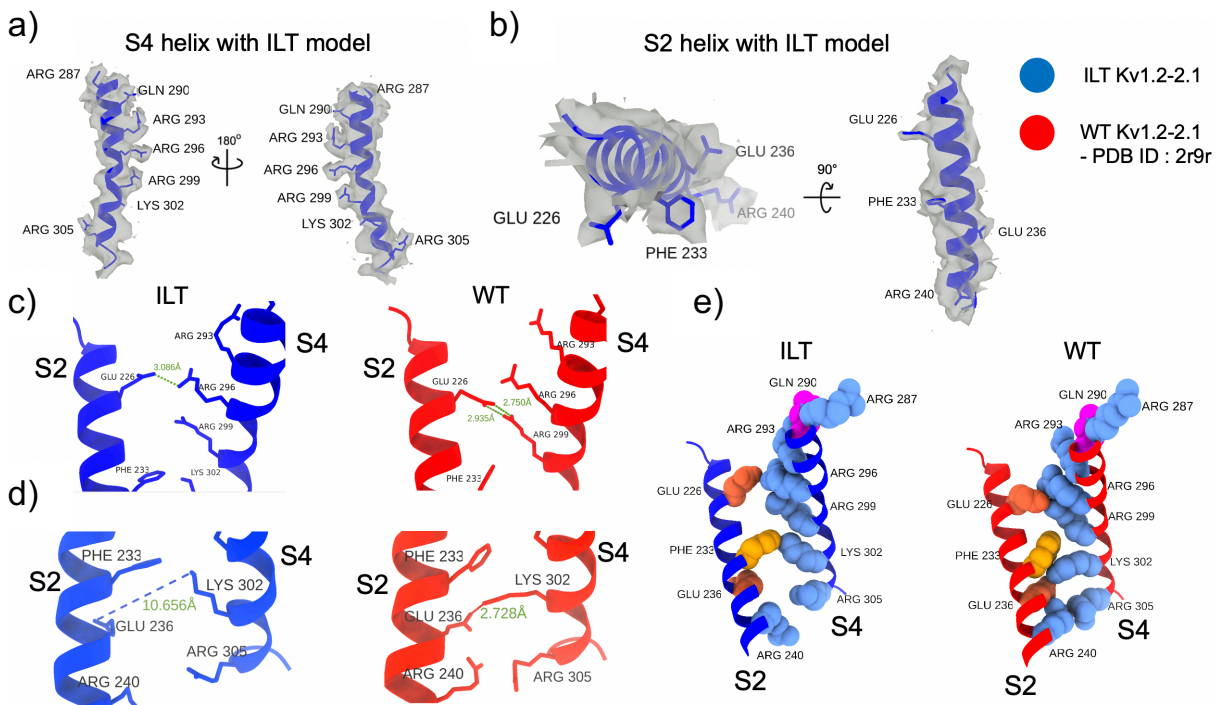 a)
S4 helix with ILT model
ARG 287
GLN 290
ARG 293
ARG 296
ARG 299
LYS 302
ARG 305
180°
ARG 287
GLN 290
ARG 293
ARG 296
ARG 299
LYS 302
ARG 305
b)
S2 helix with ILT model
GLU 236
ARG 240
GLU 226
PHE 233
90°
GLU 226
PHE 233
GLU 236
ARG 240
ILT Kv1.2-2.1
WT Kv1.2-2.1
- PDB ID : 2r9r
c)
ILT
S2
S4
ARG 293
3.086Å
GLU 226
ARG 296
ARG 299
PHE 233
LYS 302
WT
S2
S4
ARG 293
GLU 226
2.750Å
ARG 296
2.935Å
ARG 299
PHE 233
d)
PHE 233
S4
S2
LYS 302
10.656Å
GLU 236
ARG 305
ARG 240
PHE 233
S4
S2
LYS 302
GLU 236
2.728Å
ARG 240
ARG 305
e)
ILT
GLN 290
ARG 287
ARG 293
ARG 296
GLU 226
ARG 299
PHE 233
LYS 302
GLU 236
ARG 305
S4
ARG 240
S2
WT
GLN 290
ARG 287
ARG 293
ARG 296
GLU 226
ARG 299
PHE 233
LYS 302
GLU 236
ARG 305
S4
ARG 240
S2